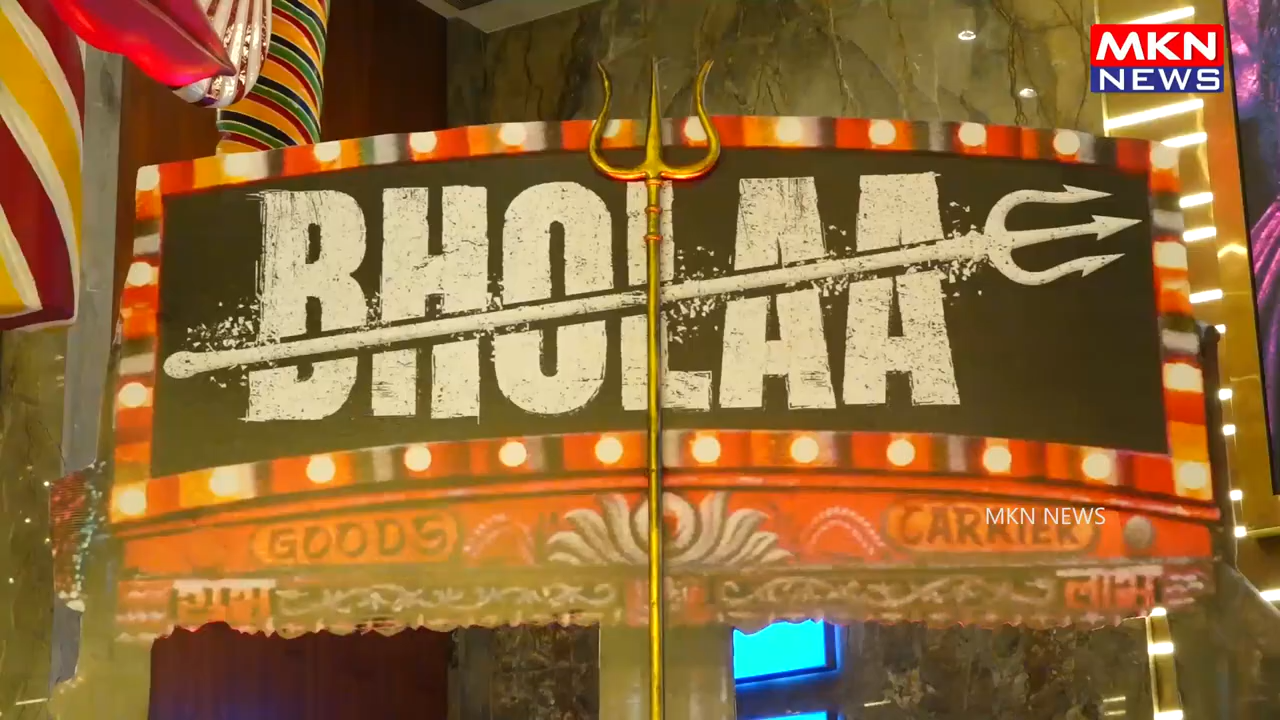 MKN
NEWS
BHOLAA
GOODS CARRIER
MKN NEWS
लाभ